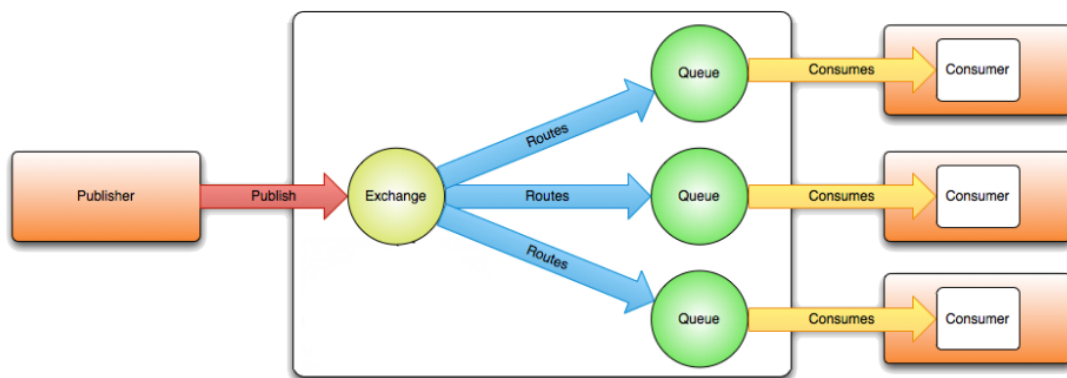 Queue
Consumes
Consumer
Routes
Publisher
Publish
Exchange
Routes
Queue
Consumes
Consumer
Routes
Queue
Consumes
Consumer